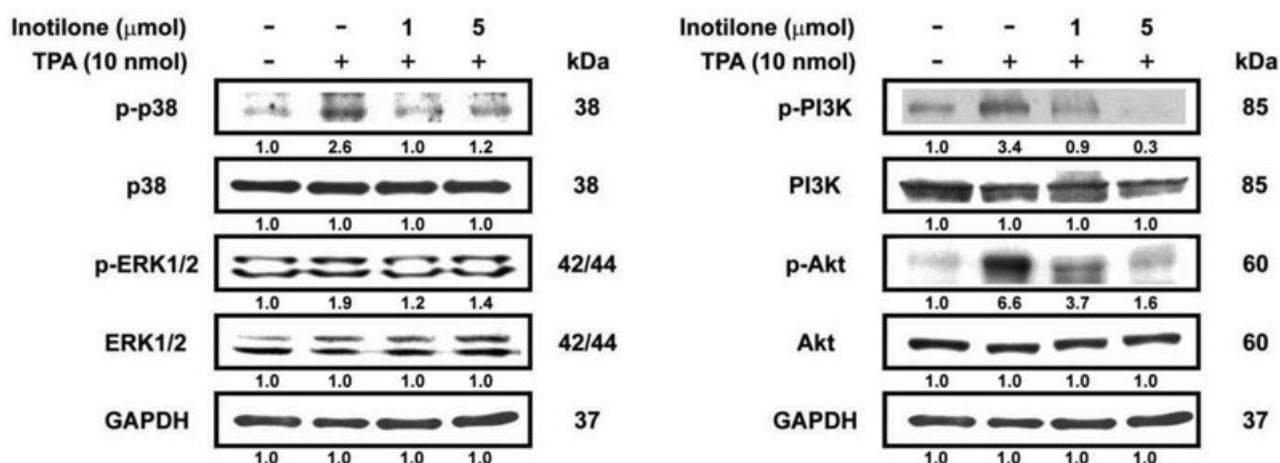 Inotilone (μmol) - - 1 5
TPA (10 nmol) - + + + kDa
p-p38 38
1.0 2.6 1.0 1.2
p38 38
1.0 1.0 1.0 1.0
p-ERK1/2 42/44
1.0 1.9 1.2 1.4
ERK1/2 42/44
1.0 1.0 1.0 1.0
GAPDH 37
1.0 1.0 1.0 1.0
Inotilone (μmol) - - 1 5
TPA (10 nmol) - + + + kDa
p-PI3K 85
1.0 3.4 0.9 0.3
PI3K 85
1.0 1.0 1.0 1.0
p-Akt 60
1.0 6.6 3.7 1.6
Akt 60
1.0 1.0 1.0 1.0
GAPDH 37
1.0 1.0 1.0 1.0